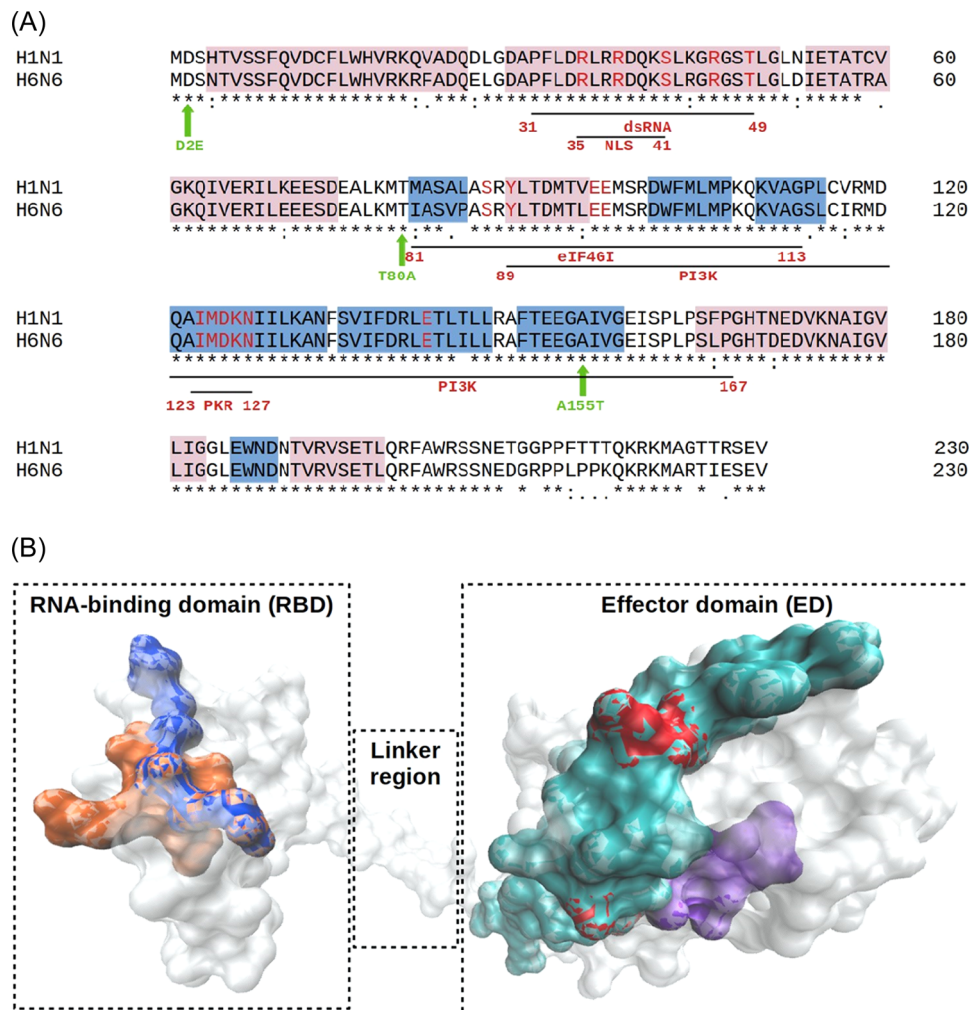 (A)
H1N1 MDSHTVSSFQVDCFLWHVRKQVADQDLGDAPFLDRLRRDQKSLKGRGSTLGLNIETATCV 60
H6N6 MDSNTVSSFQVDCFLWHVRKRFADQELGDAPFLDRLRRDQKSLRGRGSTLGLDIETATRA 60
***:****************:.***:*****************:********:***** .
31 dsRNA 49
D2E 35 NLS 41
H1N1 GKQIVERILKEESDEALKMTMASALASRYLTDMTVEEMSRDWFMLMPKQKVAGPLCVRMD 120
H6N6 GKQIVERILEEESDEALKMTIASVPASRYLTDMTLEEMSRDWFMLMPKQKVAGSLCIRMD 120
*********:**********:**. *********:******************.**:***
81 eIF46I 113
T80A 89 PI3K
H1N1 QAIMDKNIILKANFSVIFDRLETLTLLRAFTEEGAIVGEISPLPSFPGHTNEDVKNAIGV 180
H6N6 QAIMDKNIILKANFSVIFDRLETLILLRAFTEEGAIVGEISPLPSLPGHTDEDVKNAIGV 180
************************ ********************:****:*********
PI3K 167
123 PKR 127 A155T
H1N1 LIGGLEWNDNTVRVSETLQRFAWRSSNETGGPPFTTTQKRKMAGTTRSEV 230
H6N6 LIGGLEWNDNTVRVSETLQRFAWRSSNEDGRPPLPPKQKRKMARTIESEV 230
**************************** * **:...****** * .***
(B)
RNA-binding domain (RBD)
Effector domain (ED)
Linker
region